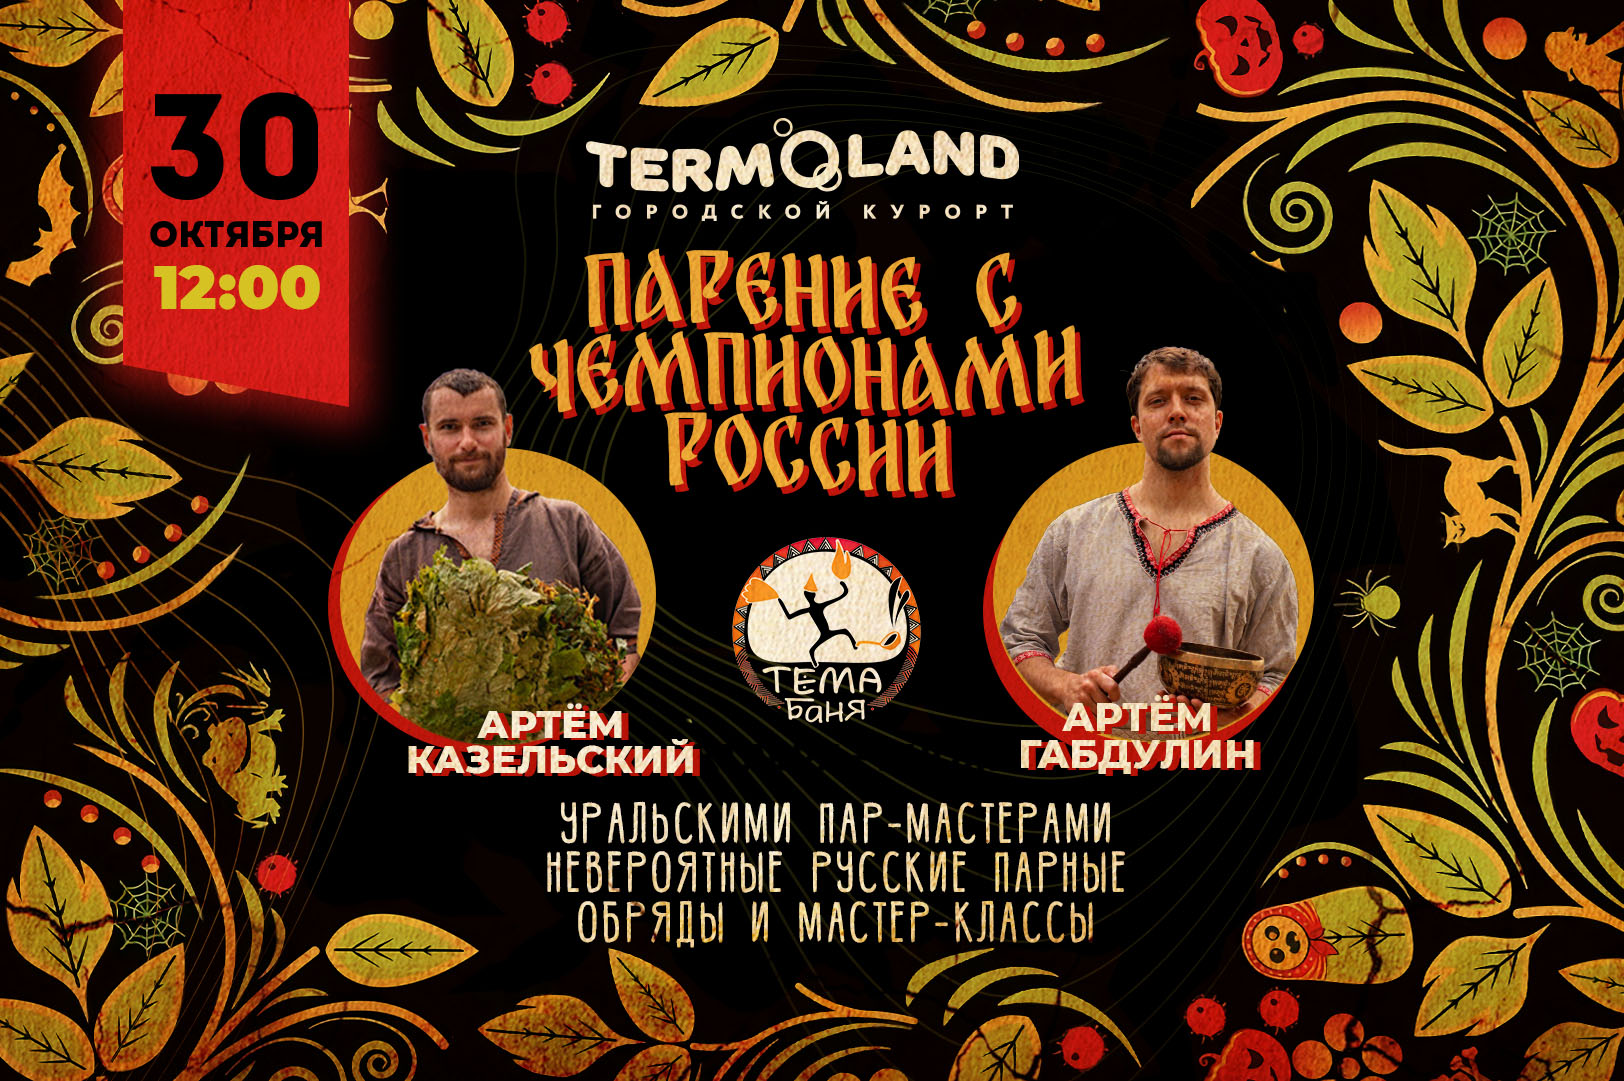 30
ОКТЯБРЯ
12:00
TERMOLAND
ГОРОДСКОЙ КУРОРТ
ПАРЕНИЕ С
ЧЕМПИОНАМИ
РОССИИ
ТЕМА
БАНЯ
АРТЁМ
КАЗЕЛЬСКИЙ
АРТЁМ
ГАБДУЛИН
УРАЛЬСКИМИ ПАР-МАСТЕРАМИ
НЕВЕРОЯТНЫЕ РУССКИЕ ПАРНЫЕ
ОБРЯДЫ И МАСТЕР-КЛАССЫ